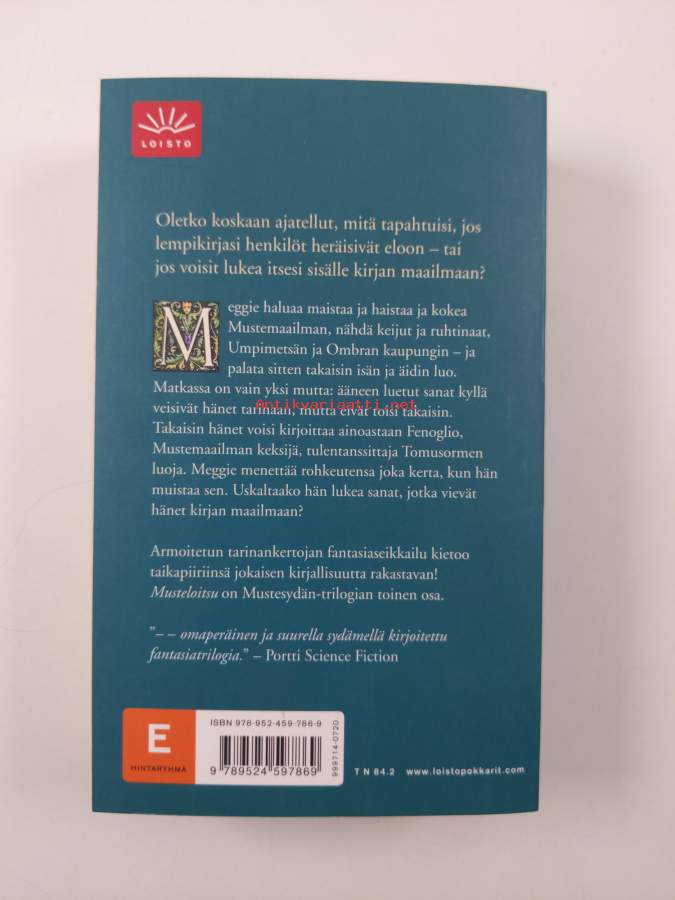 LOISTO
Oletko koskaan ajatellut, mitä tapahtuisi, jos
lempikirjasi henkilöt heräisivät eloon – tai
jos voisit lukea itsesi sisälle kirjan maailmaan?
Meggie haluaa maistaa ja haistaa ja kokea
Mustemaailman, nähdä keijut ja ruhtinaat,
Umpimetsän ja Ombran kaupungin – ja
palata sitten takaisin isän ja äidin luo.
Matkassa on vain yksi mutta: ääneen luetut sanat kyllä
veisivät hänet tarinaan, mutta eivät toisi takaisin.
Antikvariaatti.net
Takaisin hänet voisi kirjoittaa ainoastaan Fenoglio,
Mustemaailman keksijä, tulentanssittaja Tomusormen
luoja. Meggie menettää rohkeutensa joka kerta, kun hän
muistaa sen. Uskaltaako hän lukea sanat, jotka vievät
hänet kirjan maailmaan?
Armoitetun tarinankertojan fantasiaseikkailu kietoo
taikapiiriinsä jokaisen kirjallisuutta rakastavan!
Musteloitsu on Mustesydän-trilogian toinen osa.
”– – omaperäinen ja suurella sydämellä kirjoitettu
fantasiatrilogia.” – Portti Science Fiction
E
HINTARYHMÄ
ISBN 978-952-459-786-9
9 789524 597869
999714-0720
T N 84.2 www.loistopokkarit.com